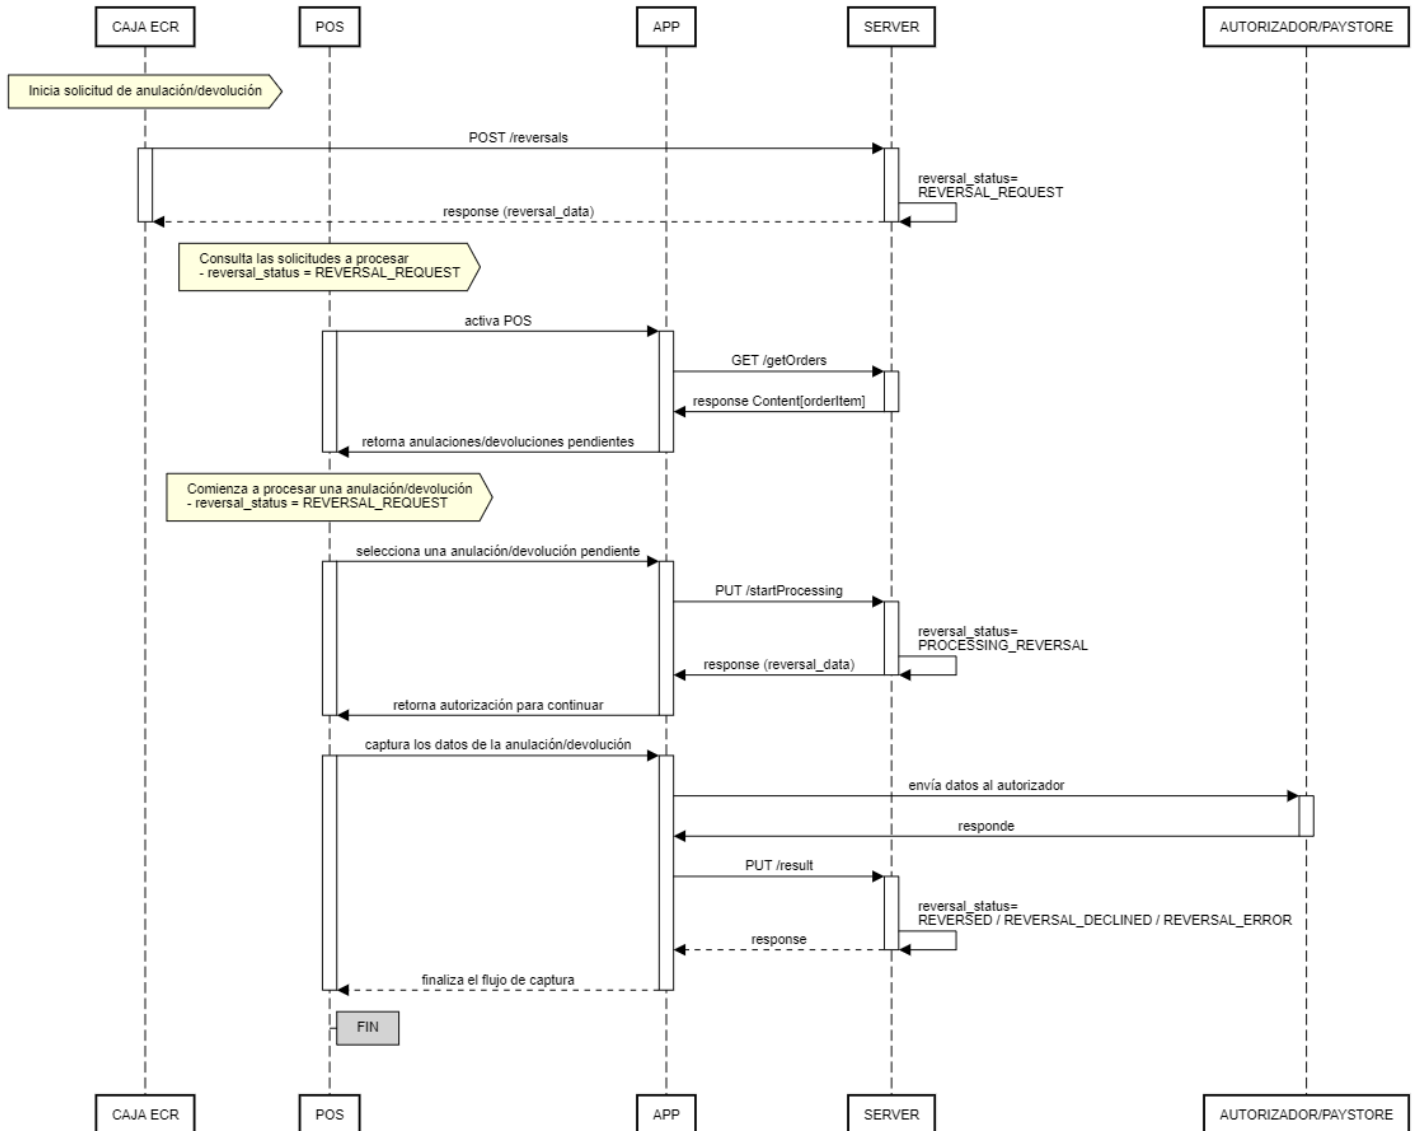 CAJA ECR
POS
APP
SERVER
AUTORIZADOR/PAYSTORE
Inicia solicitud de anulación/devolución
POST /reversals
reversal_status=
REVERSAL_REQUEST
response (reversal_data)
Consulta las solicitudes a procesar
- reversal_status = REVERSAL_REQUEST
activa POS
GET /getOrders
response Content[orderItem]
retorna anulaciones/devoluciones pendientes
Comienza a procesar una anulación/devolución
- reversal_status = REVERSAL_REQUEST
selecciona una anulación/devolución pendiente
PUT /startProcessing
reversal_status=
PROCESSING_REVERSAL
response (reversal_data)
retorna autorización para continuar
captura los datos de la anulación/devolución
envía datos al autorizador
responde
PUT /result
reversal_status=
REVERSED / REVERSAL_DECLINED / REVERSAL_ERROR
response
finaliza el flujo de captura
FIN
CAJA ECR
POS
APP
SERVER
AUTORIZADOR/PAYSTORE